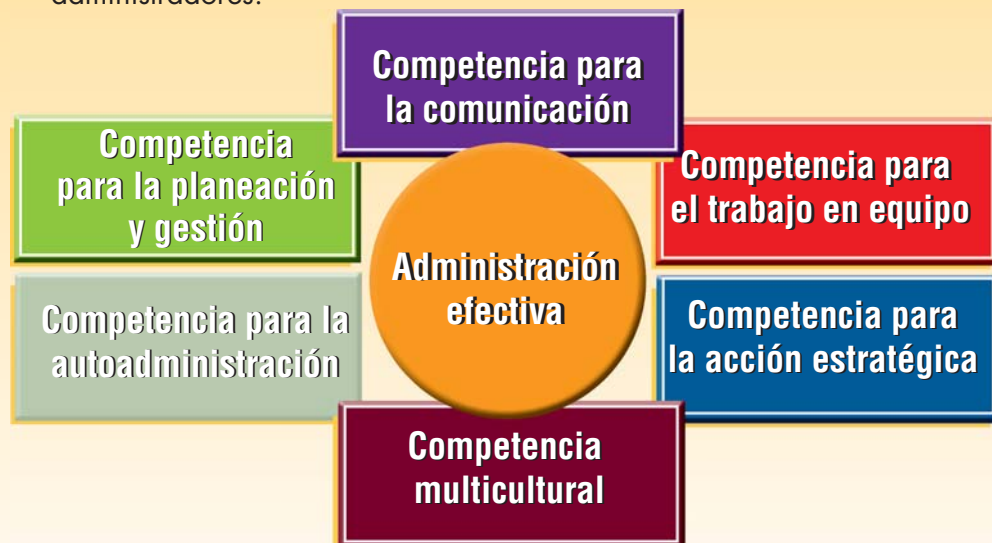 administradores.
Competencia para
la comunicación
Competencia
para la planeación
y gestión
Competencia para
el trabajo en equipo
Administración
efectiva
Competencia para la
autoadministración
Competencia para
la acción estratégica
Competencia
multicultural